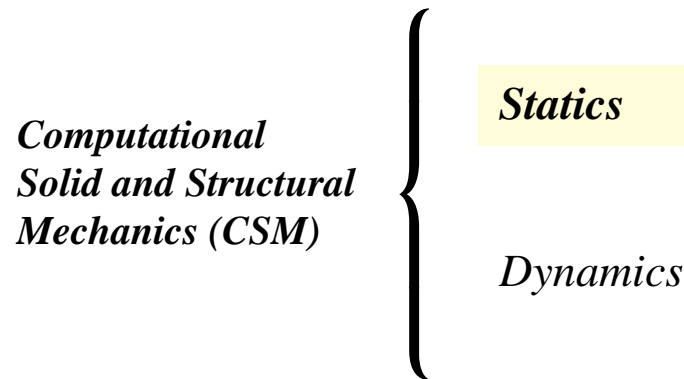 Computational
Solid and Structural
Mechanics (CSM)
Statics
Dynamics